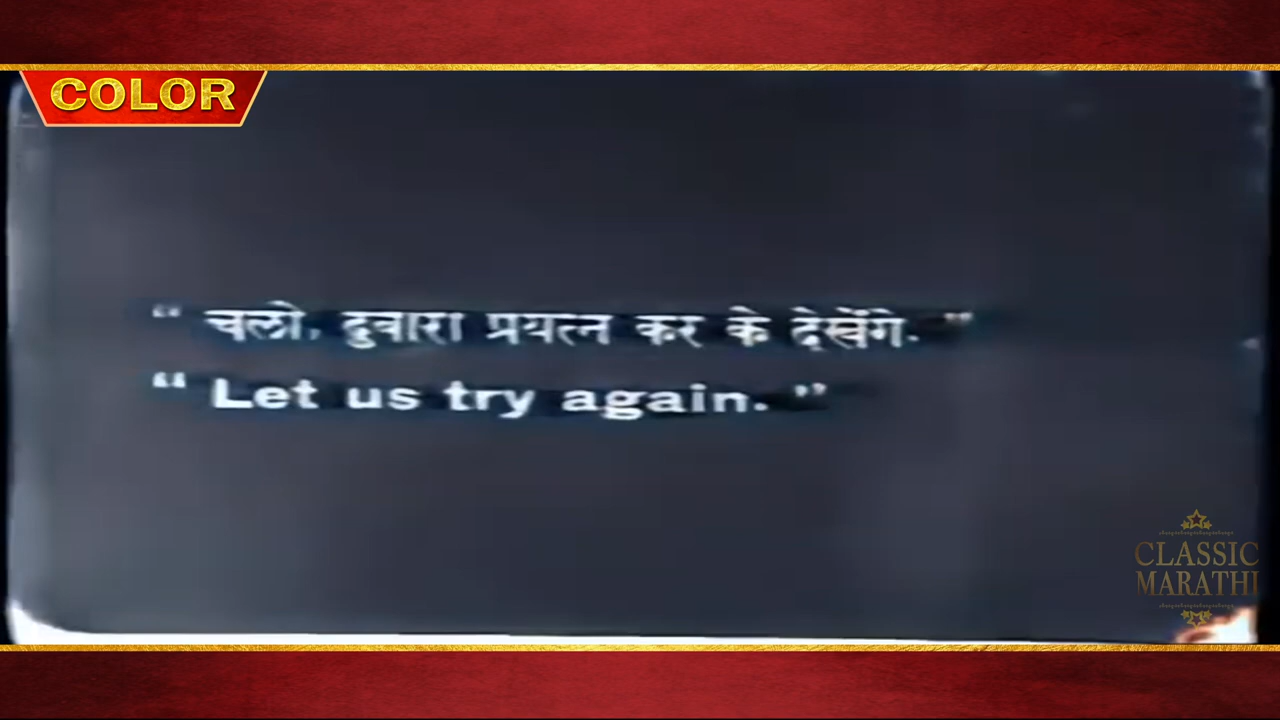 COLOR
“ चलो, दुबारा प्रयत्न कर के देखेंगे. ”
“ Let us try again. ”
CLASSIC
MARATHI